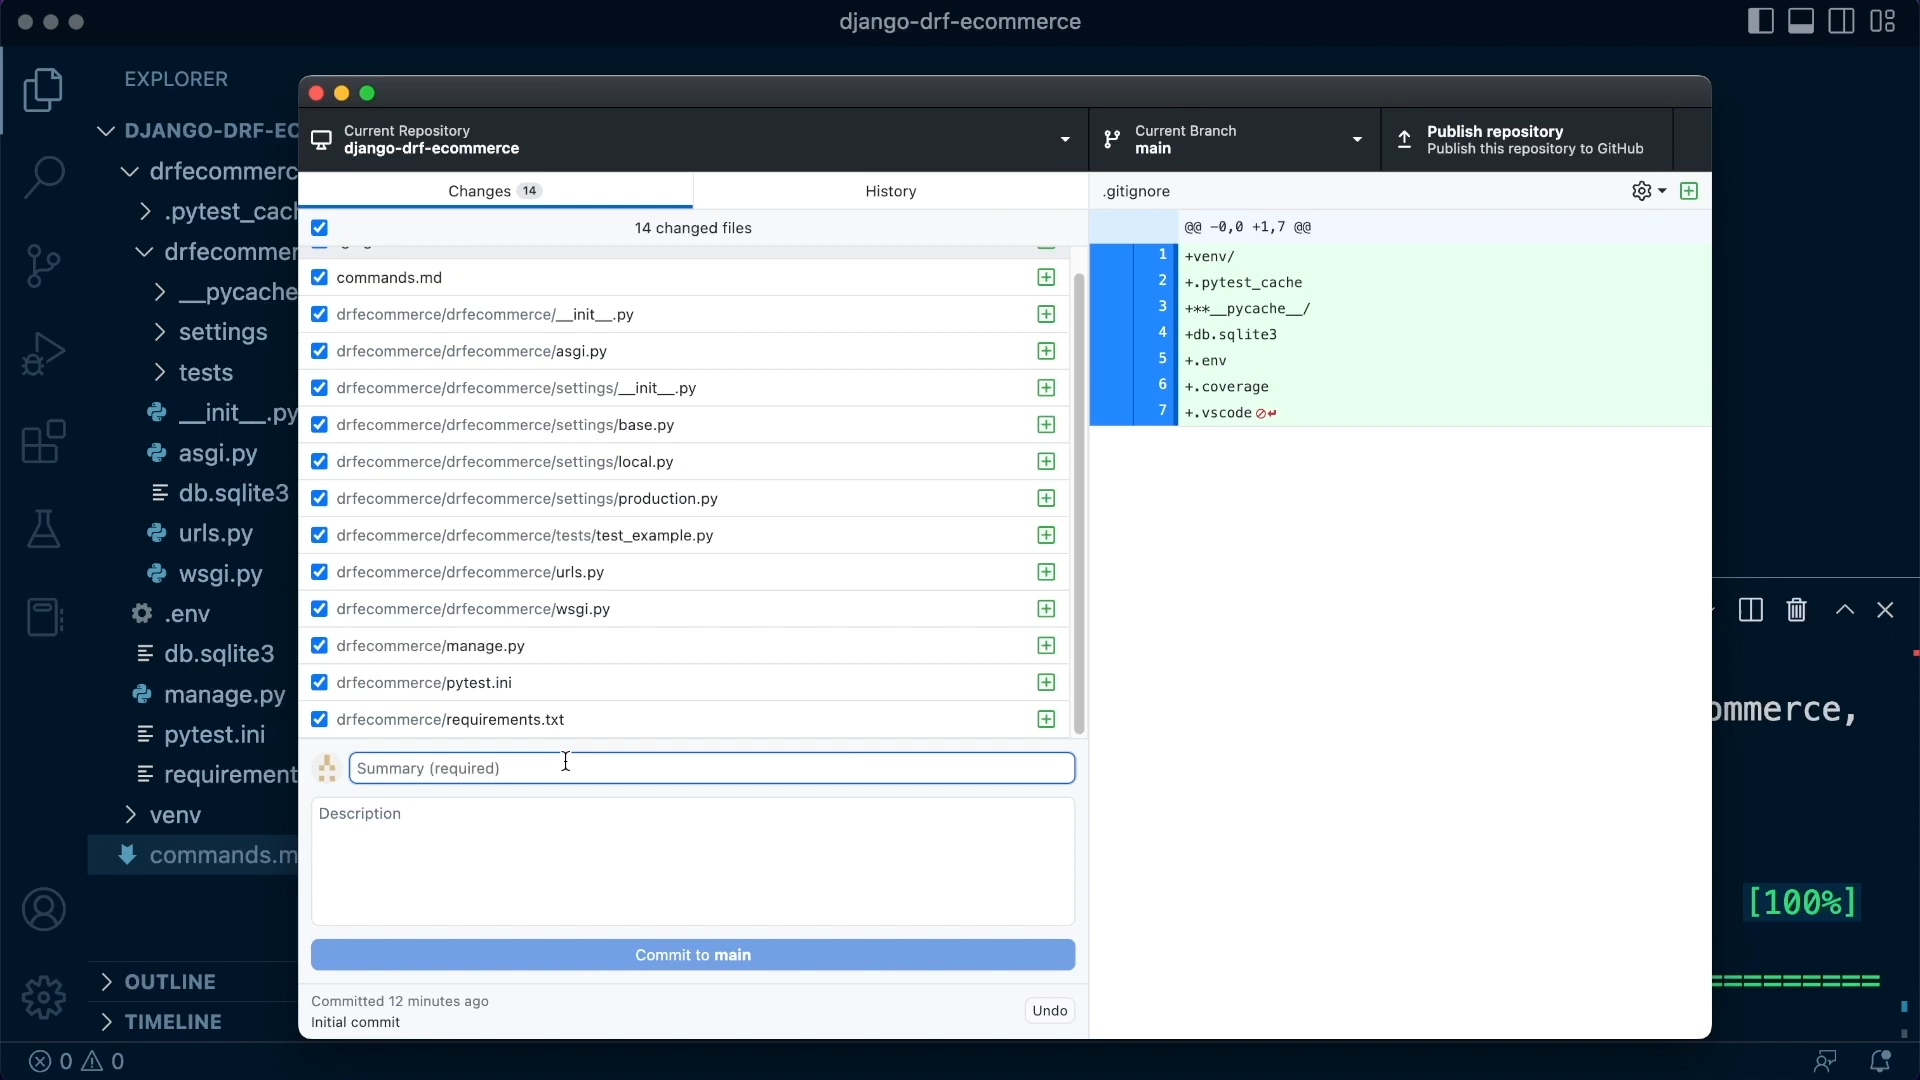 django-drf-ecommerce
EXPLORER
DJANGO-DRF-EC
drfecommerc
.pytest_cach
drfecommer
__pycache
settings
tests
__init__.py
asgi.py
db.sqlite3
urls.py
wsgi.py
.env
db.sqlite3
manage.py
pytest.ini
requirement
venv
commands.m
OUTLINE
TIMELINE
0
0
Current Repository
django-drf-ecommerce
Current Branch
main
Publish repository
Publish this repository to GitHub
Changes 14
History
14 changed files
commands.md
drfecommerce/drfecommerce/__init__.py
drfecommerce/drfecommerce/asgi.py
drfecommerce/drfecommerce/settings/__init__.py
drfecommerce/drfecommerce/settings/base.py
drfecommerce/drfecommerce/settings/local.py
drfecommerce/drfecommerce/settings/production.py
drfecommerce/drfecommerce/tests/test_example.py
drfecommerce/drfecommerce/urls.py
drfecommerce/drfecommerce/wsgi.py
drfecommerce/manage.py
drfecommerce/pytest.ini
drfecommerce/requirements.txt
Summary (required)
Description
Commit to main
Committed 12 minutes ago
Initial commit
Undo
.gitignore
@@ -0,0 +1,7 @@
1 +venv/
2 +.pytest_cache
3 +**__pycache__/
4 +db.sqlite3
5 +.env
6 +.coverage
7 +.vscode
ommerce,
[100%]
==========